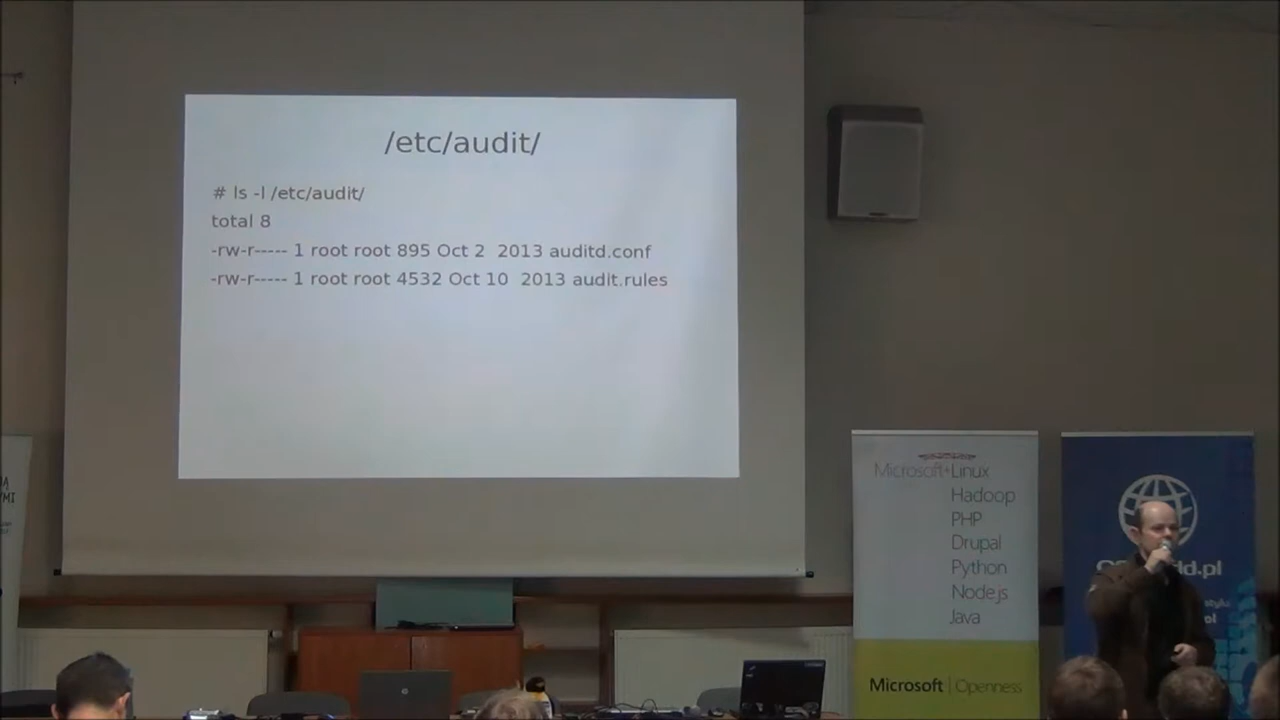 /etc/audit/
# ls -l /etc/audit/
total 8
-rw-r----- 1 root root 895 Oct 2  2013 auditd.conf
-rw-r----- 1 root root 4532 Oct 10  2013 audit.rules
Microsoft+Linux
Hadoop
PHP
Drupal
Python
Node.js
Java
Microsoft | Openness